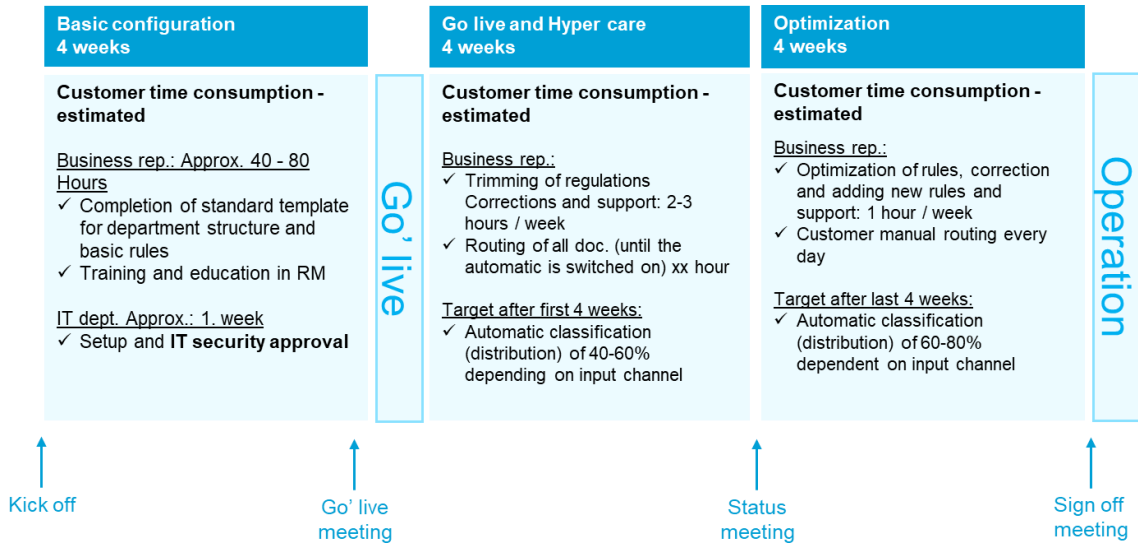 Basic configuration
4 weeks
Customer time consumption -
estimated
Business rep.: Approx. 40 - 80
Hours
✓ Completion of standard template
for department structure and
basic rules
✓ Training and education in RM
IT dept. Approx.: 1. week
✓ Setup and IT security approval
Go' live
Go live and Hyper care
4 weeks
Customer time consumption -
estimated
Business rep.:
✓ Trimming of regulations
Corrections and support: 2-3
hours / week
✓ Routing of all doc. (until the
automatic is switched on) xx hour
Target after first 4 weeks:
✓ Automatic classification
(distribution) of 40-60%
depending on input channel
Optimization
4 weeks
Customer time consumption -
estimated
Business rep.:
✓ Optimization of rules, correction
and adding new rules and
support: 1 hour / week
✓ Customer manual routing every
day
Target after last 4 weeks:
✓ Automatic classification
(distribution) of 60-80%
dependent on input channel
Operation
Kick off
Go' live
meeting
Status
meeting
Sign off
meeting